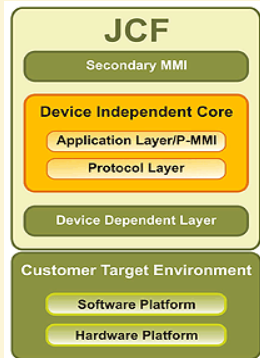 JCF
Secondary MMI
Device Independent Core
Application Layer/P-MMI
Protocol Layer
Device Dependent Layer
Customer Target Environment
Software Platform
Hardware Platform